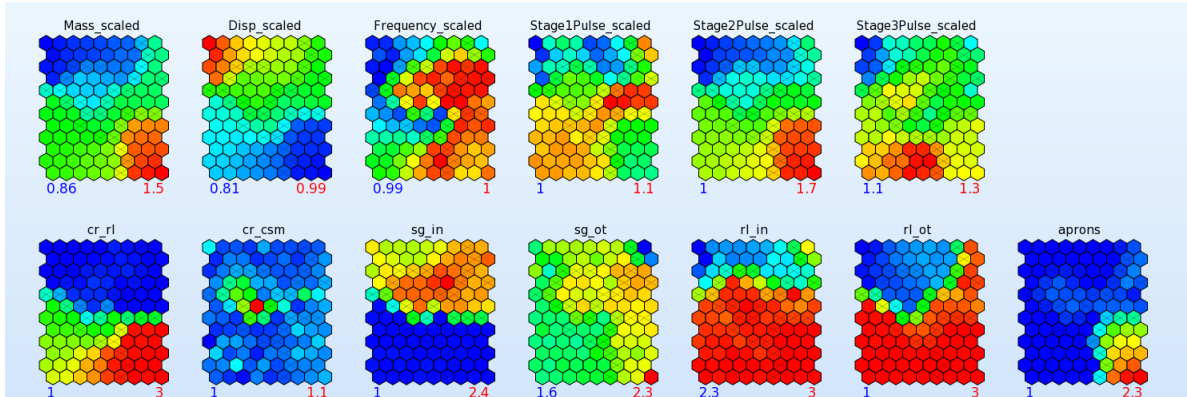 Mass_scaled Disp_scaled Frequency_scaled Stage1Pulse_scaled Stage2Pulse_scaled Stage3Pulse_scaled
0.86 1.5 0.81 0.99 0.99 1 1 1.1 1 1.7 1.1 1.3
cr_rl cr_csm sg_in sg_ot rl_in rl_ot aprons
1 3 1 1.1 1 2.4 1.6 2.3 2.3 3 1 3 1 2.3